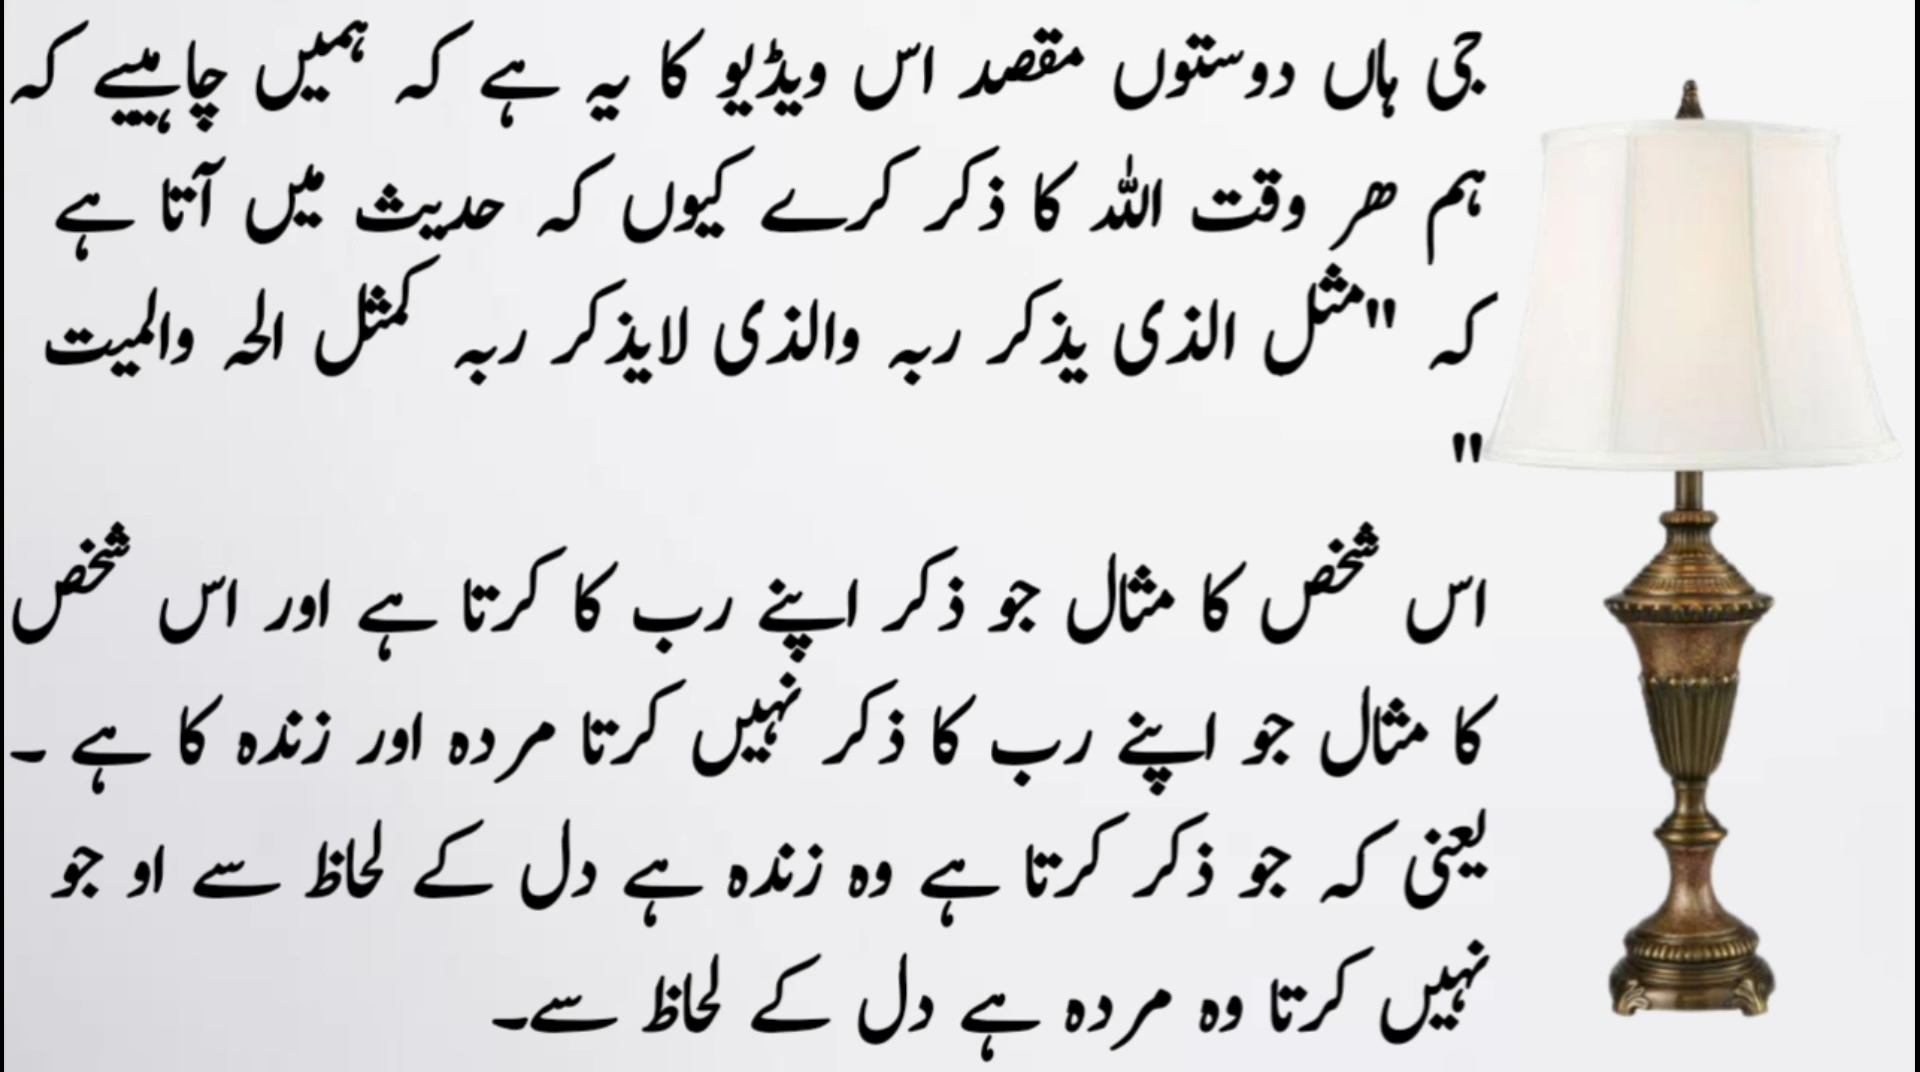 جی ہاں دوستوں مقصد اس ویڈیو کا یہ ہے کہ ہمیں چاہیے کہ
ہم ھر وقت اللہ کا ذکر کرے کیوں کہ حدیث میں آتا ہے
کہ "مثل الذی یذکر ربہ والذی لایذکر ربہ کمثل الحہ والمیت
"
اس شخص کا مثال جو ذکر اپنے رب کا کرتا ہے اور اس شخص
کا مثال جو اپنے رب کا ذکر نہیں کرتا مردہ اور زندہ کا ہے ۔
یعنی کہ جو ذکر کرتا ہے وہ زندہ ہے دل کے لحاظ سے او جو
نہیں کرتا وہ مردہ ہے دل کے لحاظ سے۔